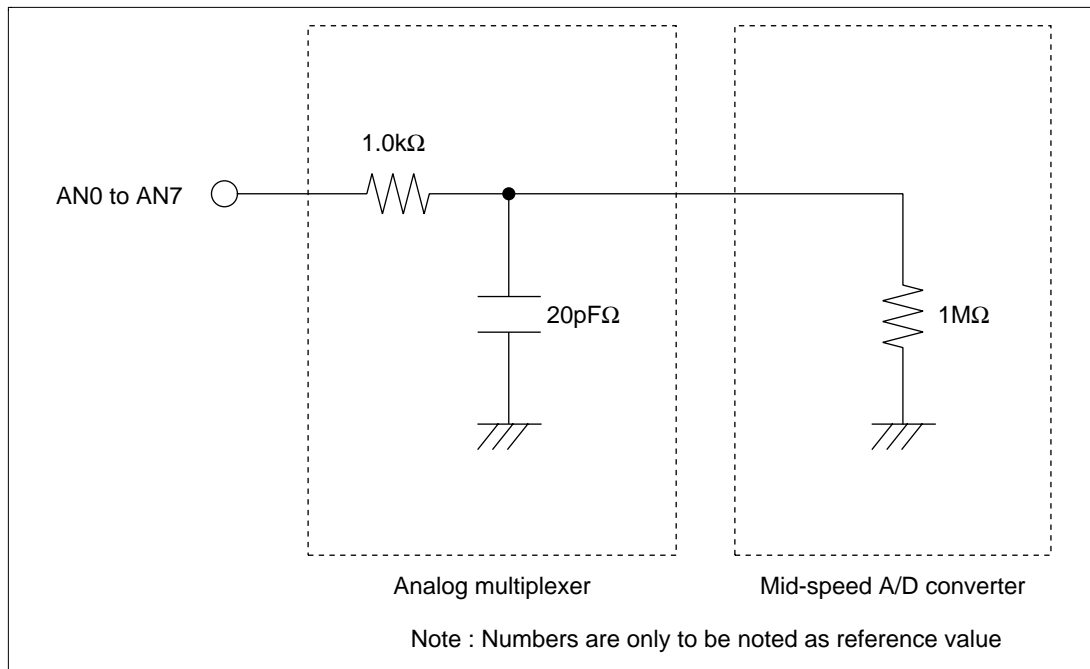 1.0kΩ
AN0 to AN7
20pFΩ
1MΩ
Analog multiplexer
Mid-speed A/D converter
Note : Numbers are only to be noted as reference value